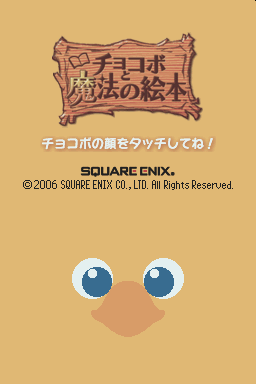 チョコボ
と
魔法の絵本
チョコボの顔をタッチしてね！
SQUARE ENIX®
©2006 SQUARE ENIX CO., LTD. All Rights Reserved.